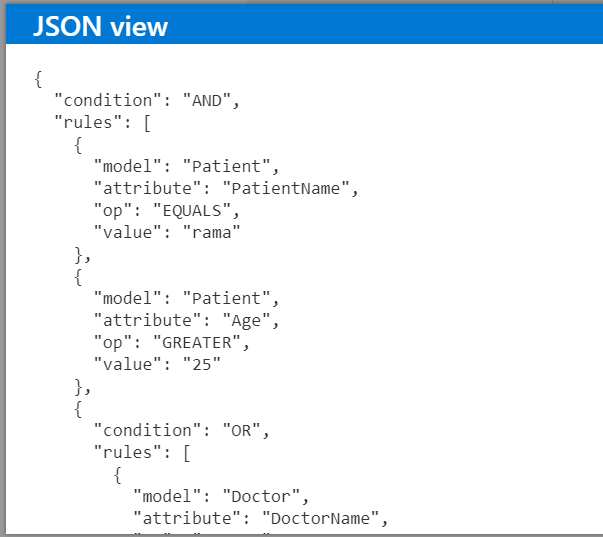 JSON view
{
"condition": "AND",
"rules": [
{
"model": "Patient",
"attribute": "PatientName",
"op": "EQUALS",
"value": "rama"
},
{
"model": "Patient",
"attribute": "Age",
"op": "GREATER",
"value": "25"
},
{
"condition": "OR",
"rules": [
{
"model": "Doctor",
"attribute": "DoctorName",